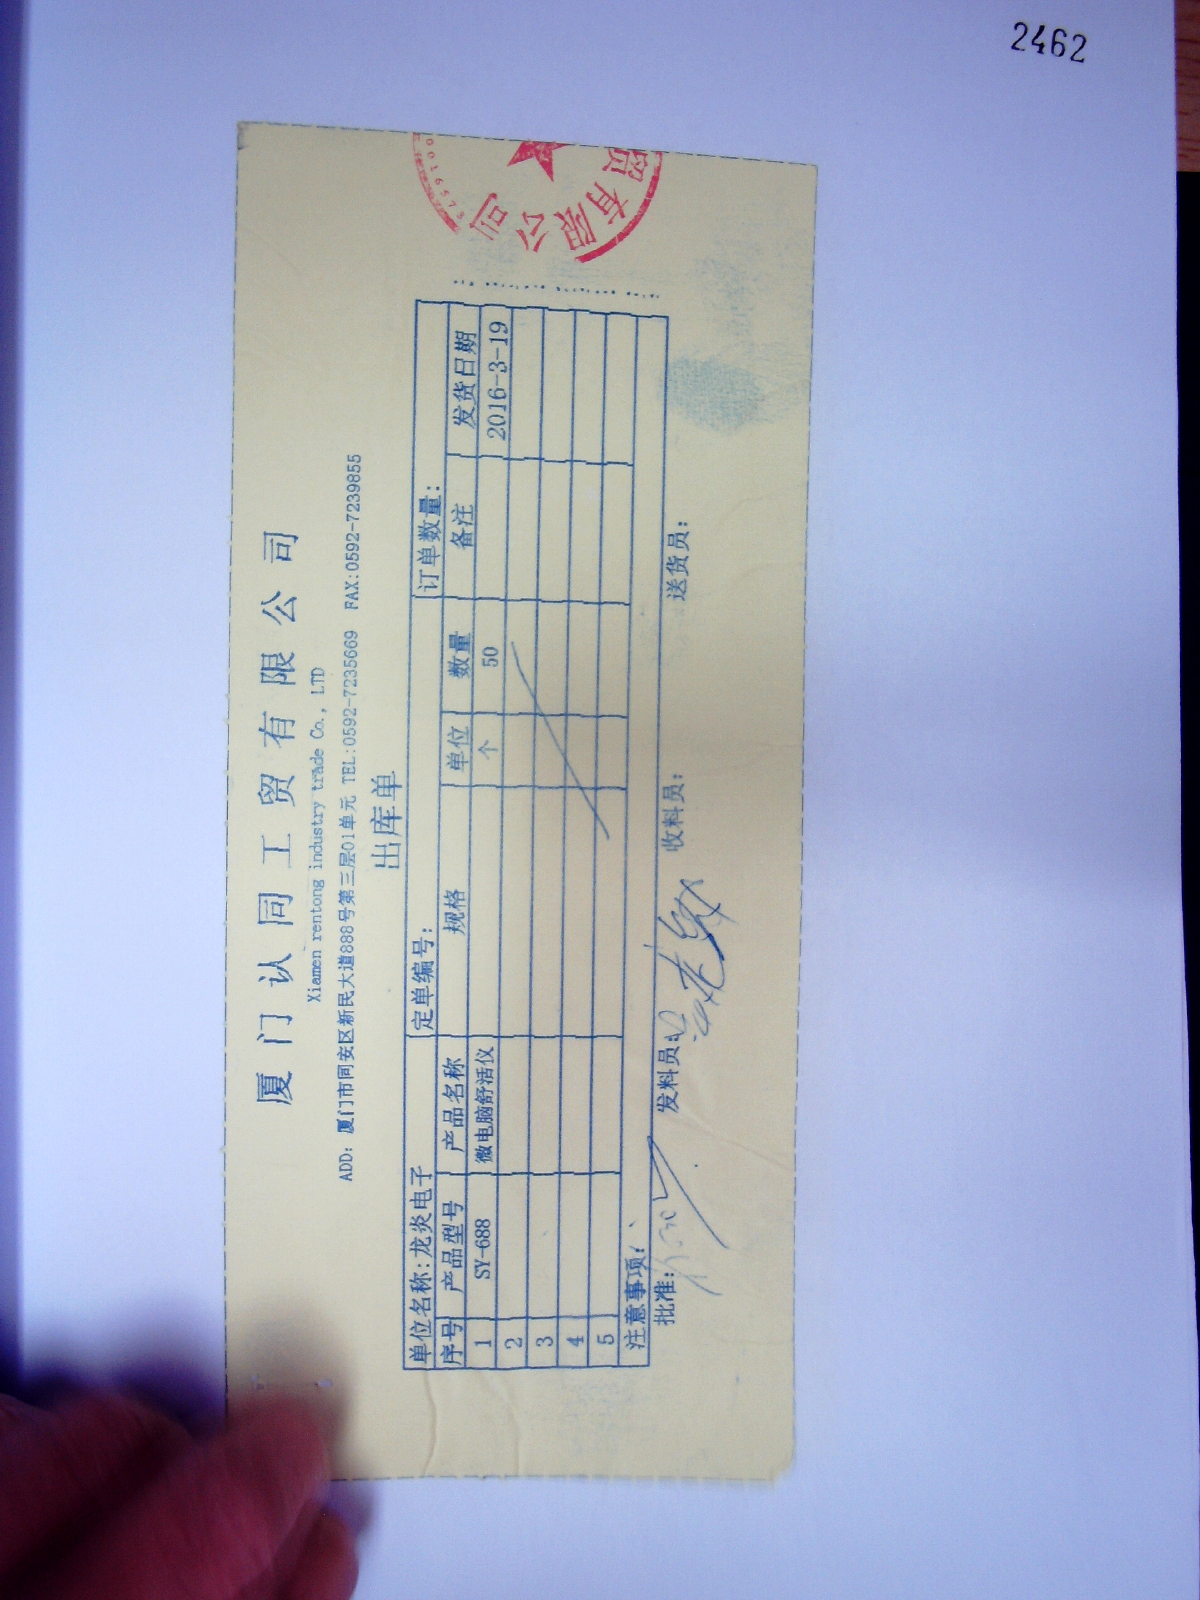 2462
厦门认同工贸有限公司
Xiamen rentong industry trade Co., LTD
ADD: 厦门市同安区新民大道888号第三层01单元 TEL:0592-7235669 FAX:0592-7239855
出库单
单位名称:龙炎电子 定单编号: 订单数量:
序号 产品型号 产品名称 规格 单位 数量 备注 发货日期
1 SY-688 微电脑舒活仪 个 50 2016-3-19
2
3
4
5
注意事项:
批准: 发料员: 收料员: 送货员:
贸有限公司